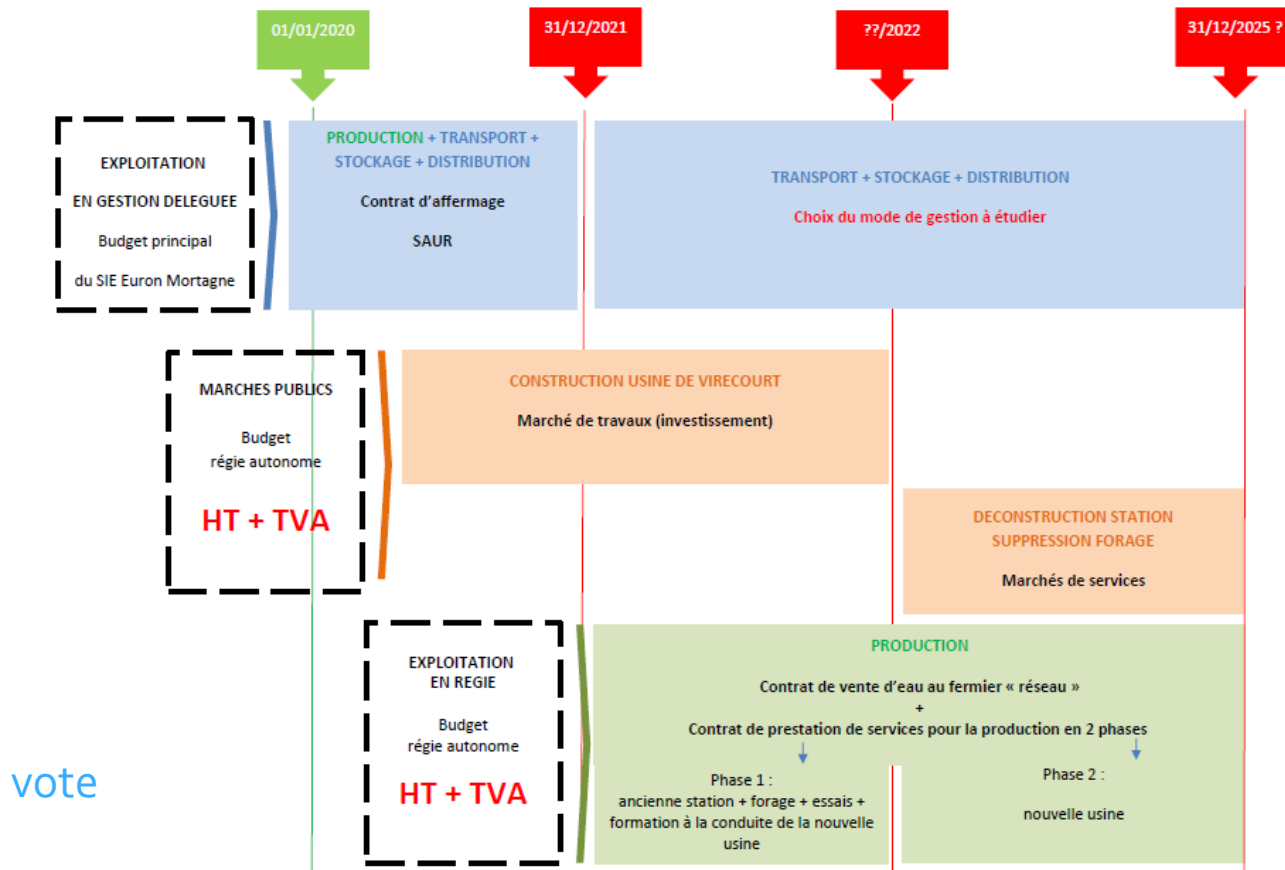 01/01/2020
31/12/2021
??/2022
31/12/2025 ?
EXPLOITATION
EN GESTION DELEGUEE
Budget principal
du SIE Euron Mortagne
PRODUCTION + TRANSPORT +
STOCKAGE + DISTRIBUTION
Contrat d'affermage
SAUR
TRANSPORT + STOCKAGE + DISTRIBUTION
Choix du mode de gestion à étudier
MARCHES PUBLICS
Budget
régie autonome
HT + TVA
CONSTRUCTION USINE DE VIRECOURT
Marché de travaux (investissement)
DECONSTRUCTION STATION
SUPPRESSION FORAGE
Marchés de services
EXPLOITATION
EN REGIE
Budget
régie autonome
HT + TVA
PRODUCTION
Contrat de vente d'eau au fermier « réseau »
+
Contrat de prestation de services pour la production en 2 phases
Phase 1 :
ancienne station + forage + essais +
formation à la conduite de la nouvelle
usine
Phase 2 :
nouvelle usine
vote